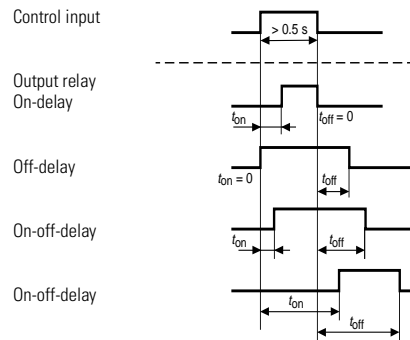 Control input
> 0.5 s
Output relay
On-delay
ton
toff = 0
Off-delay
ton = 0
toff
On-off-delay
ton
toff
On-off-delay
ton
toff